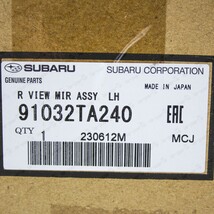 SUBARU
SUBARU CORPORATION
GENUINE PARTS
MADE IN JAPAN
R VIEW MIR ASSY LH
91032TA240
EAC
QTY 1 230612M MCJ